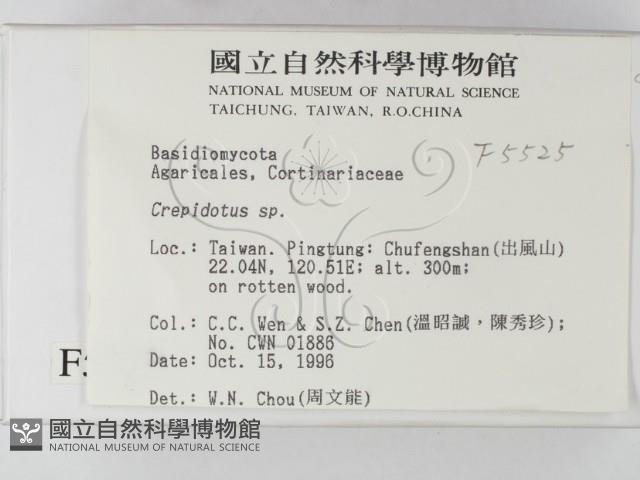 國立自然科學博物館
NATIONAL MUSEUM OF NATURAL SCIENCE
TAICHUNG, TAIWAN, R.O.CHINA
F5525
Basidiomycota
Agaricales, Cortinariaceae
Crepidotus sp.
Loc.: Taiwan. Pingtung: Chufengshan(出風山)
22.04N, 120.51E; alt. 300m;
on rotten wood.
Col.: C.C. Wen & S.Z. Chen(溫昭誠，陳秀珍);
No. CWN 01886
Date: Oct. 15, 1996
Det.: W.N. Chou(周文能)
國立自然科學博物館
NATIONAL MUSEUM OF NATURAL SCIENCE